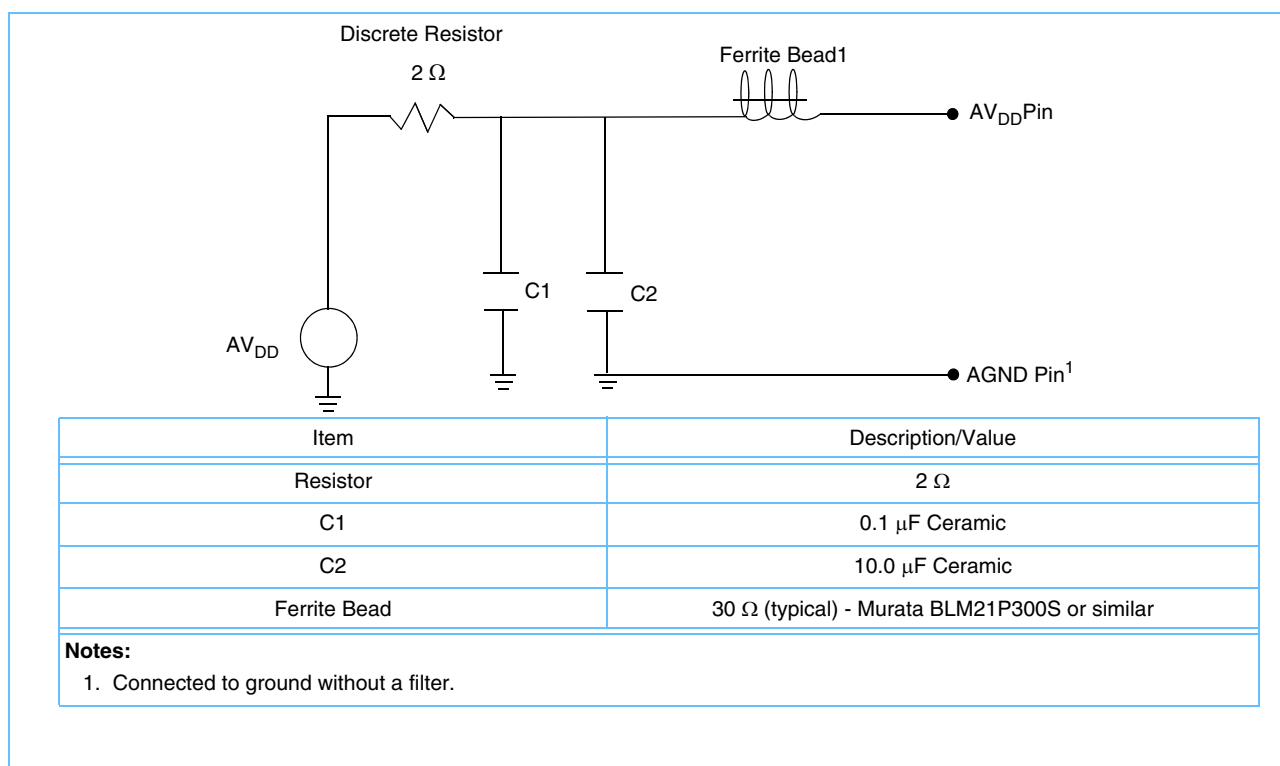 Discrete Resistor
2 Ω
Ferrite Bead1
AVDDPin
C1
C2
AVDD
AGND Pin1
Item Description/Value
Resistor 2 Ω
C1 0.1 μF Ceramic
C2 10.0 μF Ceramic
Ferrite Bead 30 Ω (typical) - Murata BLM21P300S or similar
Notes:
1. Connected to ground without a filter.